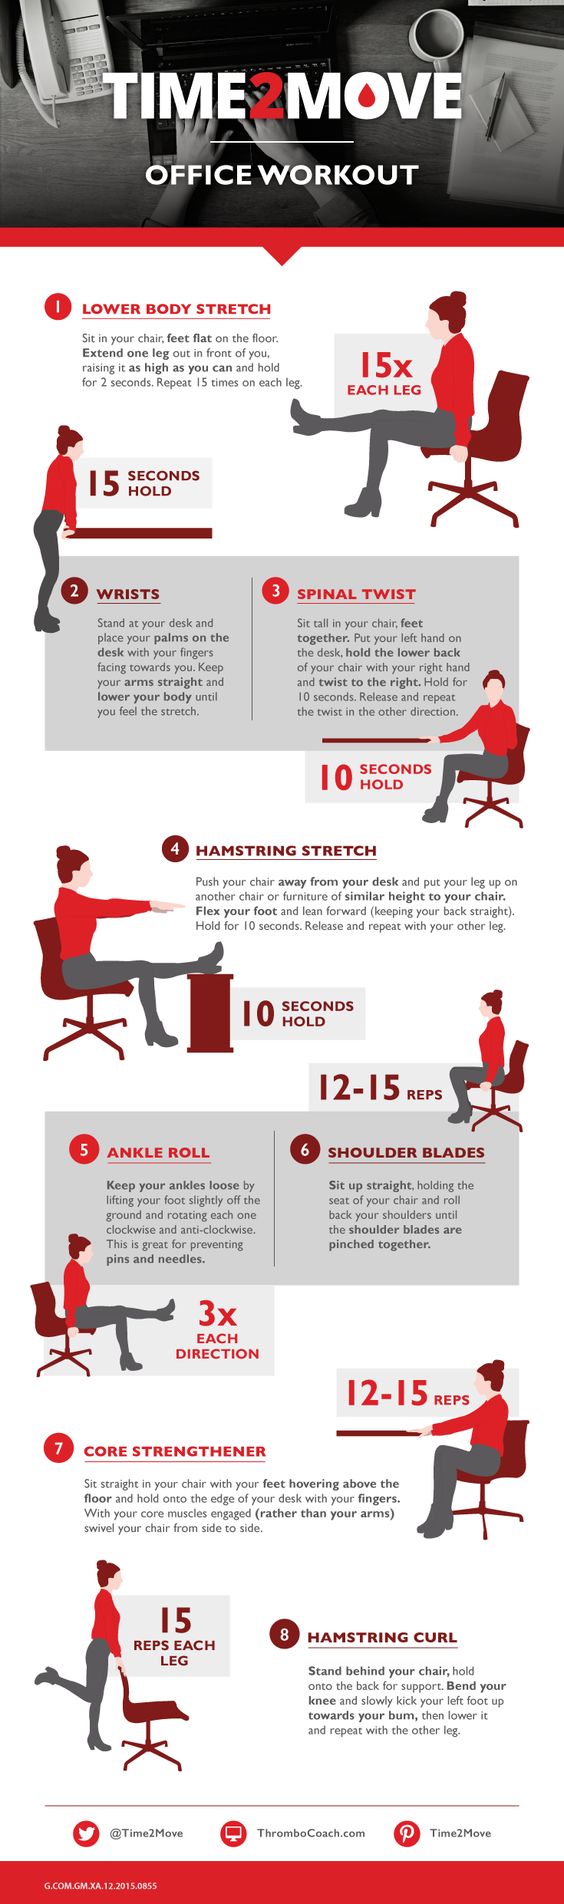 TIME2MOVE
OFFICE WORKOUT
1 LOWER BODY STRETCH
Sit in your chair, feet flat on the floor.
Extend one leg out in front of you,
raising it as high as you can and hold
for 2 seconds. Repeat 15 times on each leg.
15x
EACH LEG
15 SECONDS
HOLD
2 WRISTS
Stand at your desk and
place your palms on the
desk with your fingers
facing towards you. Keep
your arms straight and
lower your body until
you feel the stretch.
3 SPINAL TWIST
Sit tall in your chair, feet
together. Put your left hand on
the desk, hold the lower back
of your chair with your right hand
and twist to the right. Hold for
10 seconds. Release and repeat
the twist in the other direction.
10 SECONDS
HOLD
4 HAMSTRING STRETCH
Push your chair away from your desk and put your leg up on
another chair or furniture of similar height to your chair.
Flex your foot and lean forward (keeping your back straight).
Hold for 10 seconds. Release and repeat with your other leg.
10 SECONDS
HOLD
12-15 REPS
5 ANKLE ROLL
Keep your ankles loose by
lifting your foot slightly off the
ground and rotating each one
clockwise and anti-clockwise.
This is great for preventing
pins and needles.
6 SHOULDER BLADES
Sit up straight, holding the
seat of your chair and roll
back your shoulders until
the shoulder blades are
pinched together.
3x
EACH
DIRECTION
12-15 REPS
7 CORE STRENGTHENER
Sit straight in your chair with your feet hovering above the
floor and hold onto the edge of your desk with your fingers.
With your core muscles engaged (rather than your arms)
swivel your chair from side to side.
15
REPS EACH
LEG
8 HAMSTRING CURL
Stand behind your chair, hold
onto the back for support. Bend your
knee and slowly kick your left foot up
towards your bum, then lower it
and repeat with the other leg.
@Time2Move
ThromboCoach.com
Time2Move
G.COM.GM.XA.12.2015.0855